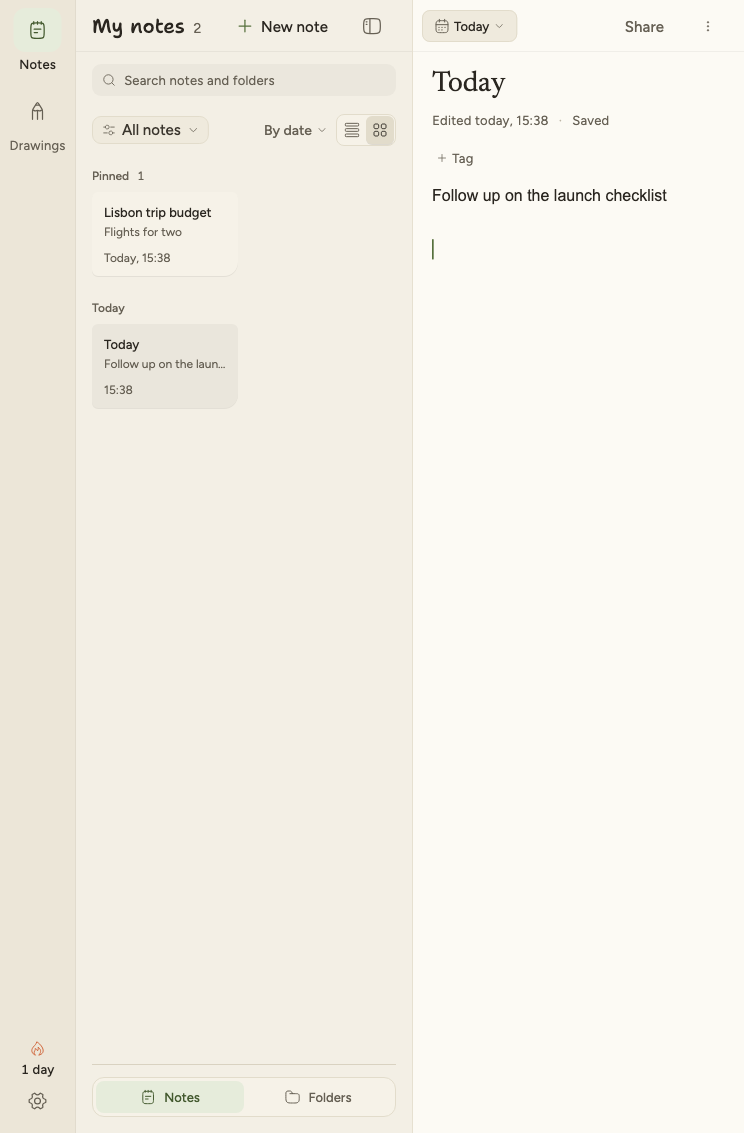 Notes
Drawings
1 day
My notes 2
New note
Search notes and folders
All notes
By date
Pinned 1
Lisbon trip budget
Flights for two
Today, 15:38
Today
Today
Follow up on the laun...
15:38
Notes
Folders
Today
Share
Today
Edited today, 15:38 · Saved
+ Tag
Follow up on the launch checklist